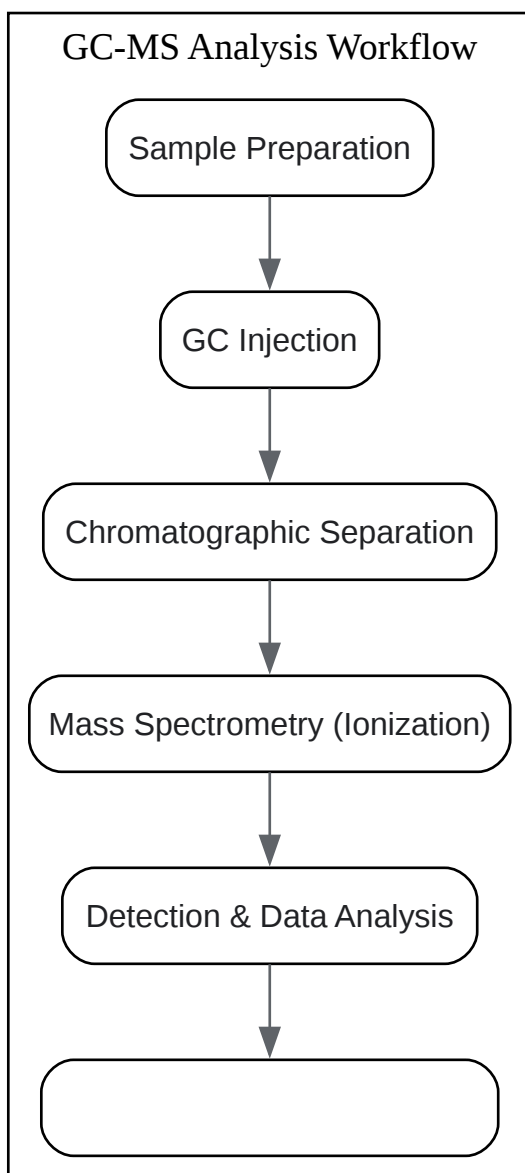 GC-MS Analysis Workflow
Sample Preparation
GC Injection
Chromatographic Separation
Mass Spectrometry (Ionization)
Detection & Data Analysis